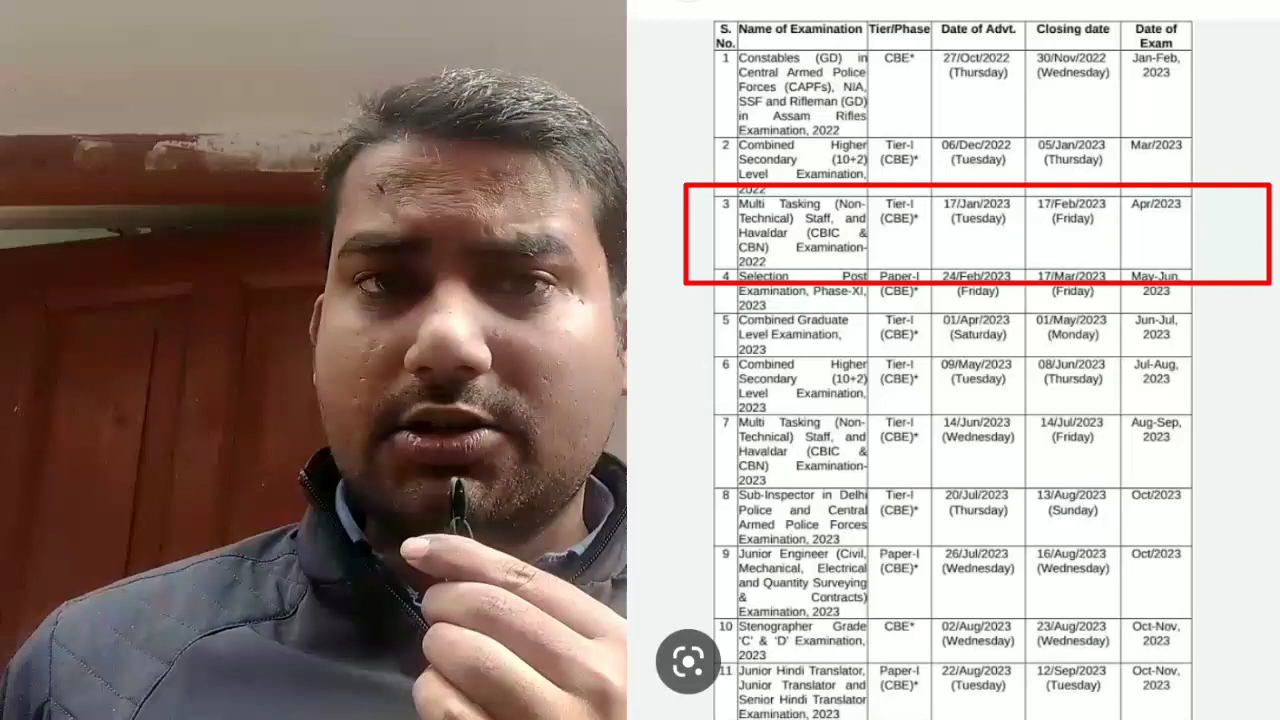 S. No. Name of Examination Tier/Phase Date of Advt. Closing date Date of Exam
1 Constables (GD) in Central Armed Police Forces (CAPFs), NIA, SSF and Rifleman (GD) in Assam Rifles Examination, 2022 CBE* 27/Oct/2022 (Thursday) 30/Nov/2022 (Wednesday) Jan-Feb, 2023
2 Combined Higher Secondary (10+2) Level Examination, 2022 Tier-I (CBE)* 06/Dec/2022 (Tuesday) 05/Jan/2023 (Thursday) Mar/2023
3 Multi Tasking (Non-Technical) Staff, and Havaldar (CBIC & CBN) Examination-2022 Tier-I (CBE)* 17/Jan/2023 (Tuesday) 17/Feb/2023 (Friday) Apr/2023
4 Selection Post Examination, Phase-XI, 2023 Paper-I (CBE)* 24/Feb/2023 (Friday) 17/Mar/2023 (Friday) May-Jun, 2023
5 Combined Graduate Level Examination, 2023 Tier-I (CBE)* 01/Apr/2023 (Saturday) 01/May/2023 (Monday) Jun-Jul, 2023
6 Combined Higher Secondary (10+2) Level Examination, 2023 Tier-I (CBE)* 09/May/2023 (Tuesday) 08/Jun/2023 (Thursday) Jul-Aug, 2023
7 Multi Tasking (Non-Technical) Staff, and Havaldar (CBIC & CBN) Examination-2023 Tier-I (CBE)* 14/Jun/2023 (Wednesday) 14/Jul/2023 (Friday) Aug-Sep, 2023
8 Sub-Inspector in Delhi Police and Central Armed Police Forces Examination, 2023 Tier-I (CBE)* 20/Jul/2023 (Thursday) 13/Aug/2023 (Sunday) Oct/2023
9 Junior Engineer (Civil, Mechanical, Electrical and Quantity Surveying & Contracts) Examination, 2023 Paper-I (CBE)* 26/Jul/2023 (Wednesday) 16/Aug/2023 (Wednesday) Oct/2023
10 Stenographer Grade 'C' & 'D' Examination, 2023 CBE* 02/Aug/2023 (Wednesday) 23/Aug/2023 (Wednesday) Oct-Nov, 2023
11 Junior Hindi Translator, Junior Translator and Senior Hindi Translator Examination, 2023 Paper-I (CBE)* 22/Aug/2023 (Tuesday) 12/Sep/2023 (Tuesday) Oct-Nov, 2023